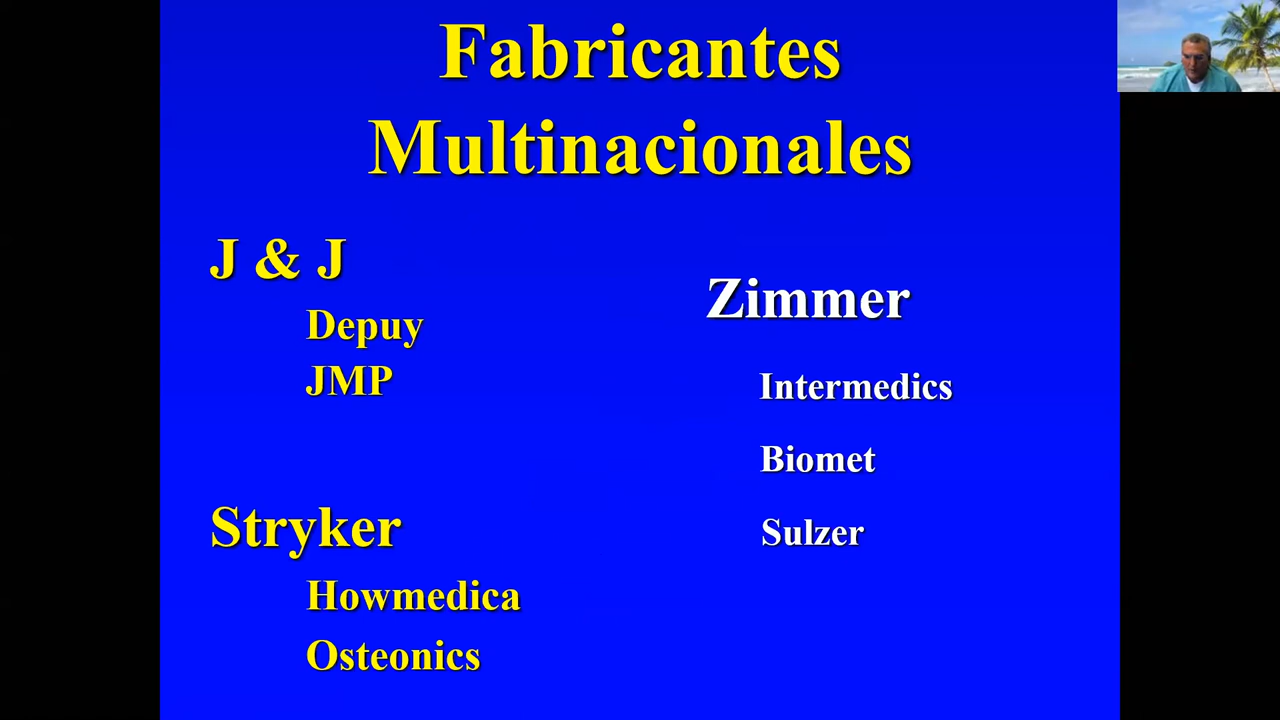 Fabricantes
Multinacionales
J & J
Depuy
JMP
Stryker
Howmedica
Osteonics
Zimmer
Intermedics
Biomet
Sulzer